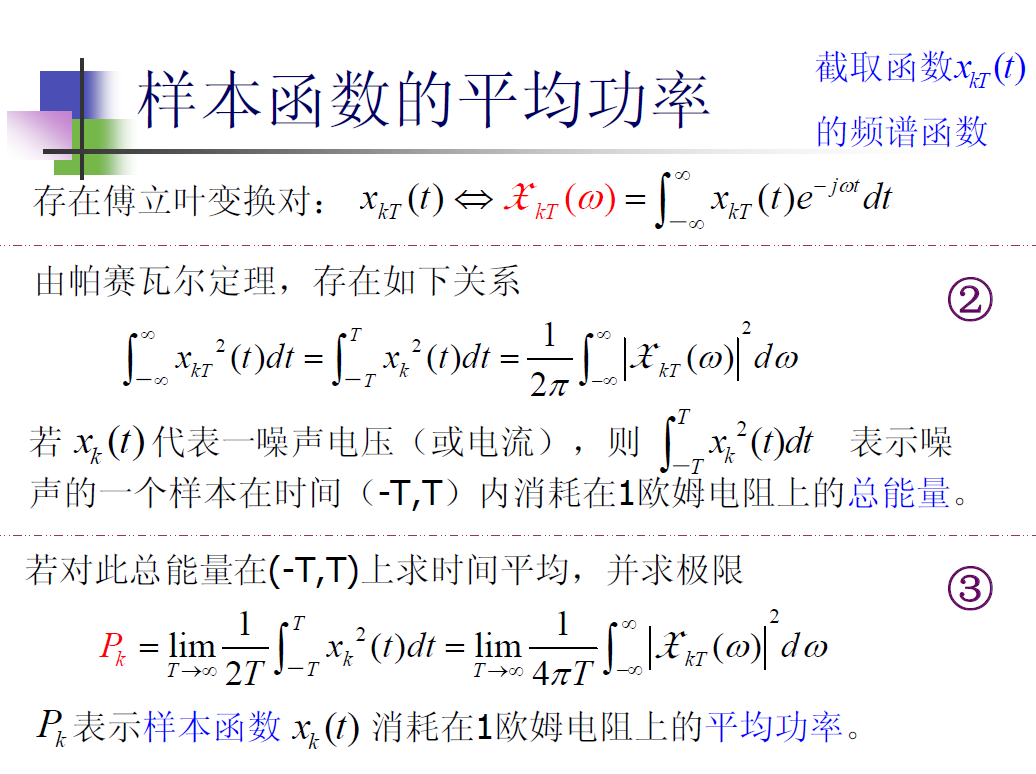 样本函数的平均功率
截取函数x_{kT}(t)
的频谱函数
存在傅立叶变换对： x_{kT}(t) ⇔ 𝒳_{kT}(ω) = ∫_{-∞}^{∞} x_{kT}(t)e^{-jωt}dt
由帕赛瓦尔定理，存在如下关系
②
∫_{-∞}^{∞} x_{kT}^2(t)dt = ∫_{-T}^{T} x_k^2(t)dt = \frac{1}{2π} ∫_{-∞}^{∞} |𝒳_{kT}(ω)|^2 dω
若 x_k(t) 代表一噪声电压（或电流），则 ∫_{-T}^{T} x_k^2(t)dt 表示噪
声的一个样本在时间（-T,T）内消耗在1欧姆电阻上的总能量。
若对此总能量在(-T,T)上求时间平均，并求极限
③
P_k = \lim_{T→∞} \frac{1}{2T} ∫_{-T}^{T} x_k^2(t)dt = \lim_{T→∞} \frac{1}{4πT} ∫_{-∞}^{∞} |𝒳_{kT}(ω)|^2 dω
P_k 表示样本函数 x_k(t) 消耗在1欧姆电阻上的平均功率。